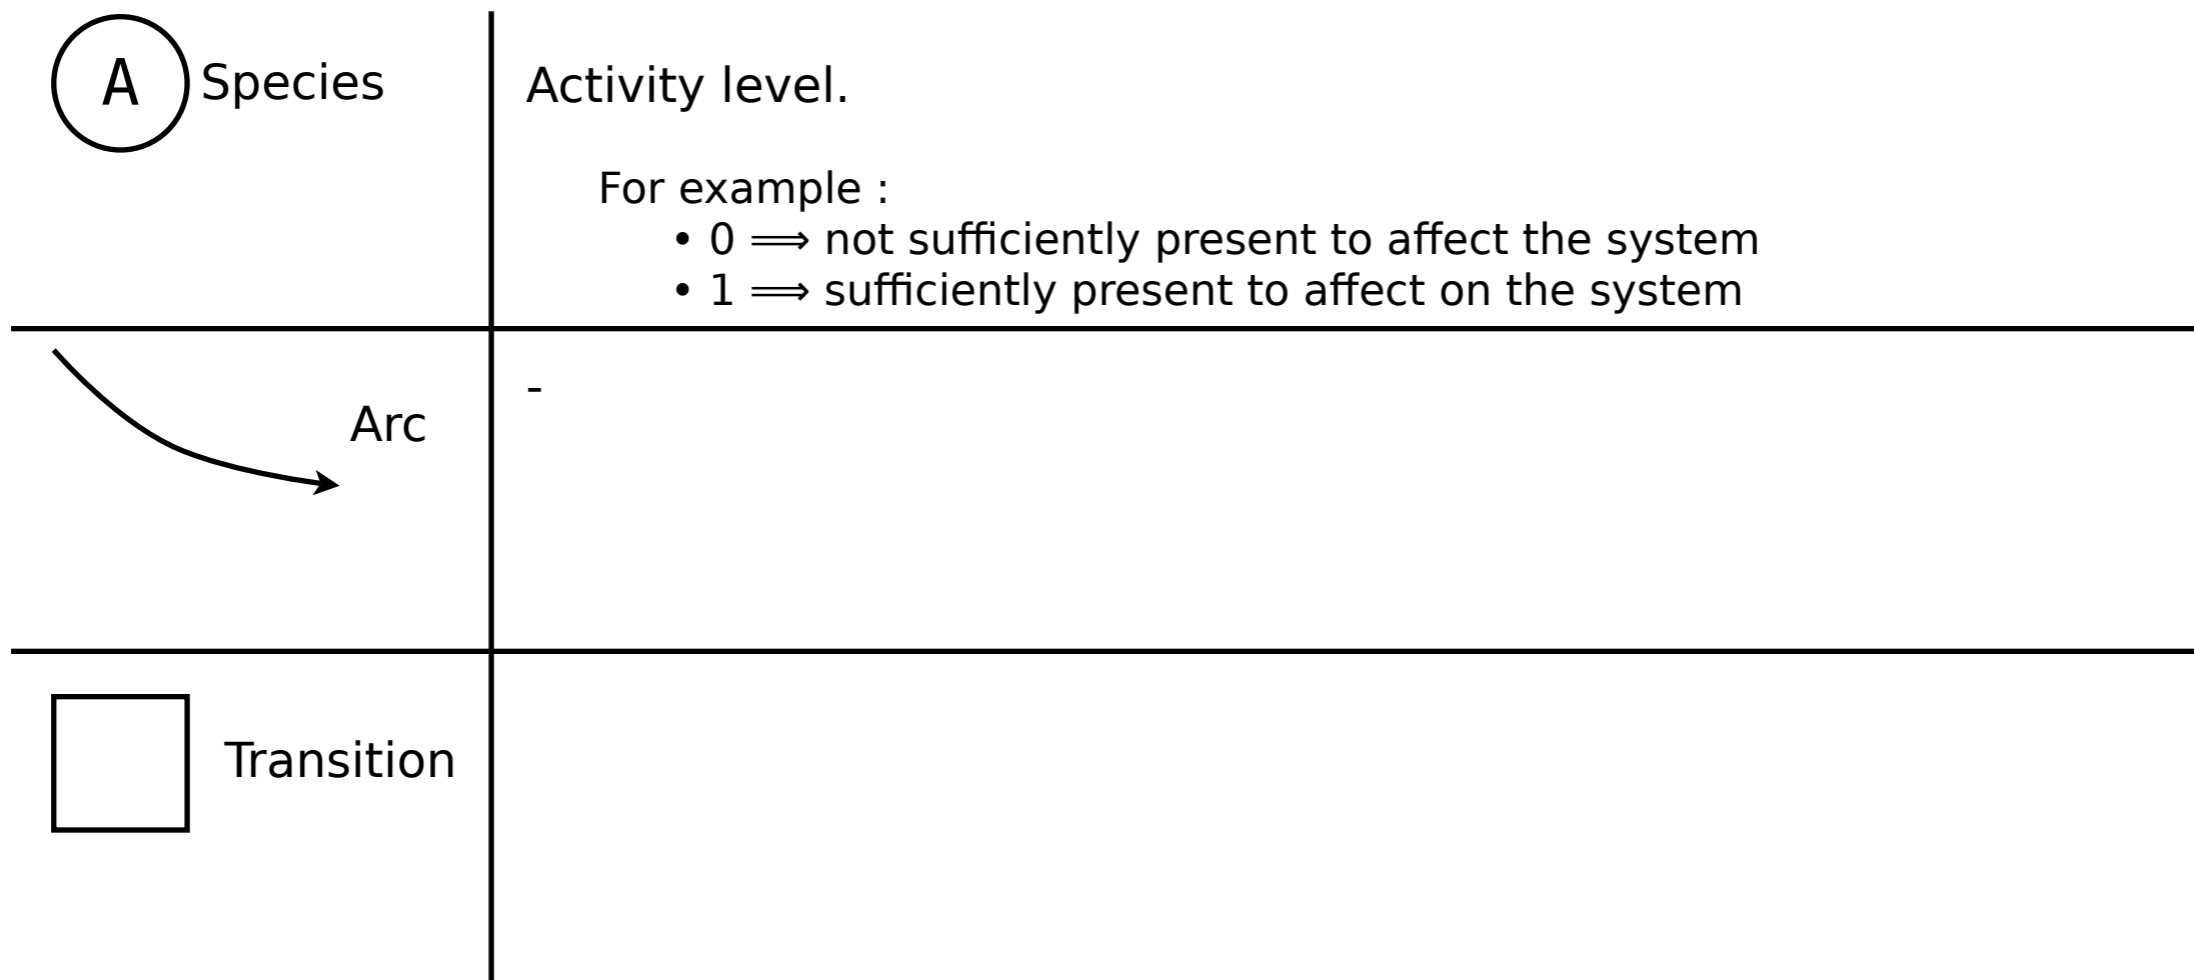 A Species
Activity level.
For example :
• 0 ⟹ not sufficiently present to affect the system
• 1 ⟹ sufficiently present to affect on the system
Arc
-
Transition